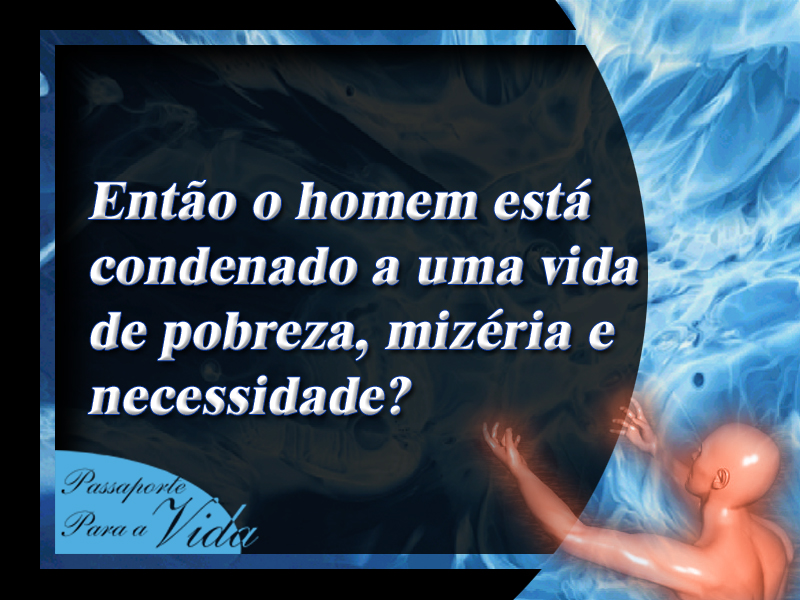 Então o homem está
condenado a uma vida
de pobreza, mizéria e
necessidade?
Passaporte
Para a Vida